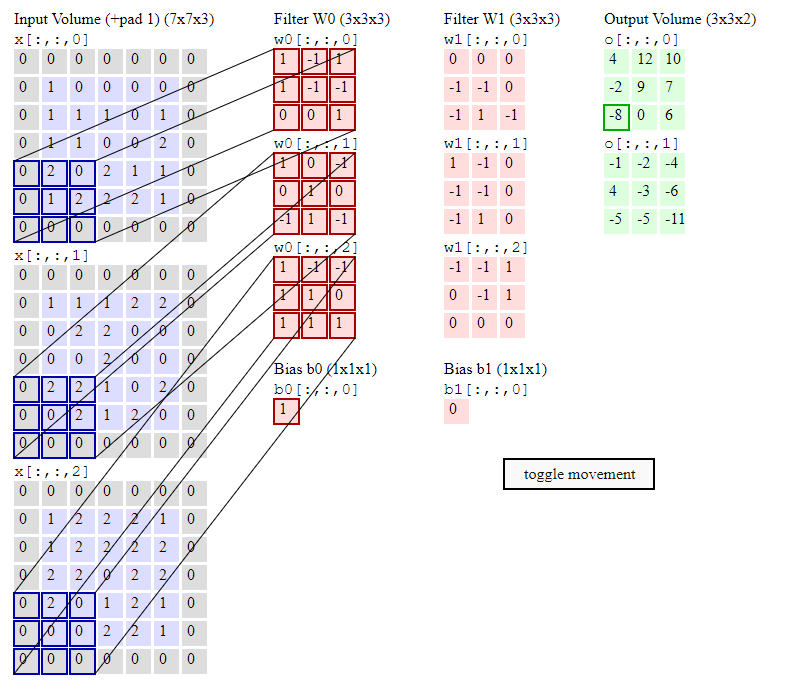 Input Volume (+pad 1) (7x7x3)
x[:,:,0]
0 0 0 0 0 0 0
0 1 0 0 0 0 0
0 1 1 1 0 1 0
0 1 1 0 0 2 0
0 2 0 2 1 1 0
0 1 2 2 2 1 0
0 0 0 0 0 0 0
x[:,:,1]
0 0 0 0 0 0 0
0 1 1 1 2 2 0
0 0 2 2 0 0 0
0 0 0 2 0 0 0
0 2 2 1 0 2 0
0 0 2 1 2 0 0
0 0 0 0 0 0 0
x[:,:,2]
0 0 0 0 0 0 0
0 1 2 2 2 1 0
0 1 2 2 2 2 0
0 2 2 0 2 2 0
0 2 0 1 2 1 0
0 0 0 2 2 1 0
0 0 0 0 0 0 0
Filter W0 (3x3x3)
w0[:,:,0]
1 -1 1
1 -1 -1
0 0 1
w0[:,:,1]
1 0 -1
0 1 0
-1 1 -1
w0[:,:,2]
1 -1 -1
1 1 0
1 1 1
Bias b0 (1x1x1)
b0[:,:,0]
1
Filter W1 (3x3x3)
w1[:,:,0]
0 0 0
-1 -1 0
-1 1 -1
w1[:,:,1]
1 -1 0
-1 -1 0
-1 1 0
w1[:,:,2]
-1 -1 1
0 -1 1
0 0 0
Bias b1 (1x1x1)
b1[:,:,0]
0
Output Volume (3x3x2)
o[:,:,0]
4 12 10
-2 9 7
-8 0 6
o[:,:,1]
-1 -2 -4
4 -3 -6
-5 -5 -11
toggle movement